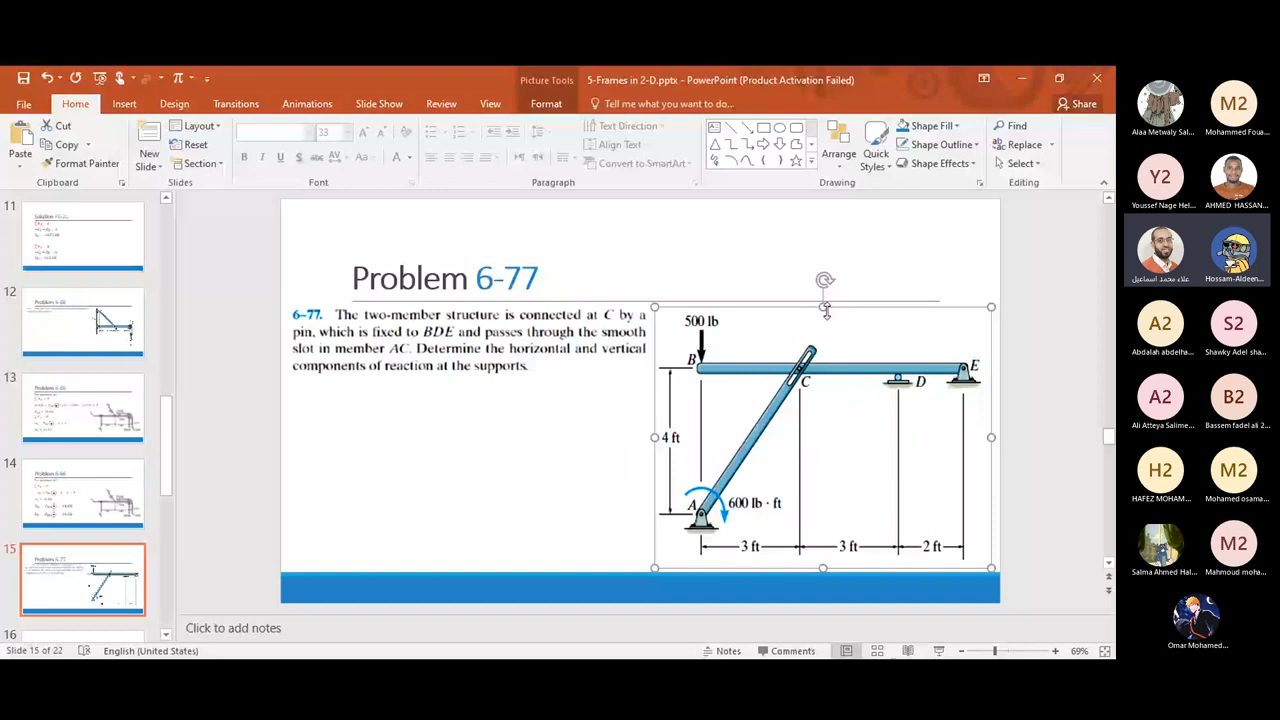 Picture Tools
5-Frames in 2-D.pptx - PowerPoint (Product Activation Failed)
File
Home
Insert
Design
Transitions
Animations
Slide Show
Review
View
Format
Tell me what you want to do...
Share
Paste
Cut
Copy
Format Painter
Clipboard
New
Slide
Layout
Reset
Section
Slides
33
B I U S abc AV Aa A
Font
Text Direction
Align Text
Convert to SmartArt
Paragraph
Arrange
Quick
Styles
Shape Fill
Shape Outline
Shape Effects
Drawing
Find
Replace
Select
Editing
11
12
13
14
15
16
Problem 6-77
6-77. The two-member structure is connected at C by a
pin, which is fixed to BDE and passes through the smooth
slot in member AC. Determine the horizontal and vertical
components of reaction at the supports.
500 lb
B
C
D
E
4 ft
A
600 lb · ft
3 ft
3 ft
2 ft
Click to add notes
Slide 15 of 22
English (United States)
Notes
Comments
69%
Alaa Metwaly Sal...
M2
Mohammed Foua...
Y2
Youssef Nage Hel...
AHMED HASSAN...
علاء محمد اسماعيل
Hossam-Aldeen...
A2
Abdalah abdelha...
S2
Shawky Adel sha...
A2
Ali Atteya Salime...
B2
Bassem fadel ali 2...
H2
HAFEZ MOHAM...
M2
Mohamed osama...
Salma Ahmed Hal...
M2
Mahmoud moha...
Omar Mohamed...